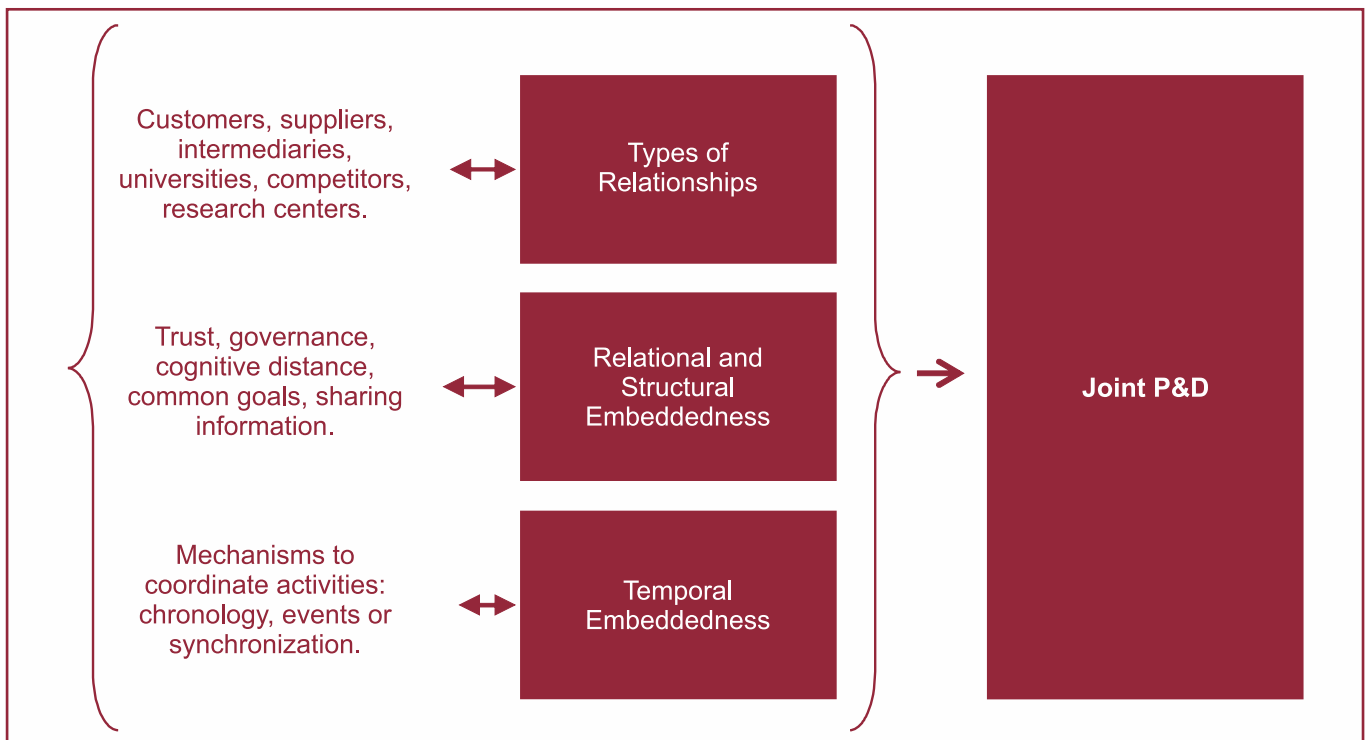 Customers, suppliers,
intermediaries,
universities, competitors,
research centers.
Types of
Relationships
Trust, governance,
cognitive distance,
common goals, sharing
information.
Relational and
Structural
Embeddedness
Mechanisms to
coordinate activities:
chronology, events or
synchronization.
Temporal
Embeddedness
Joint P&D